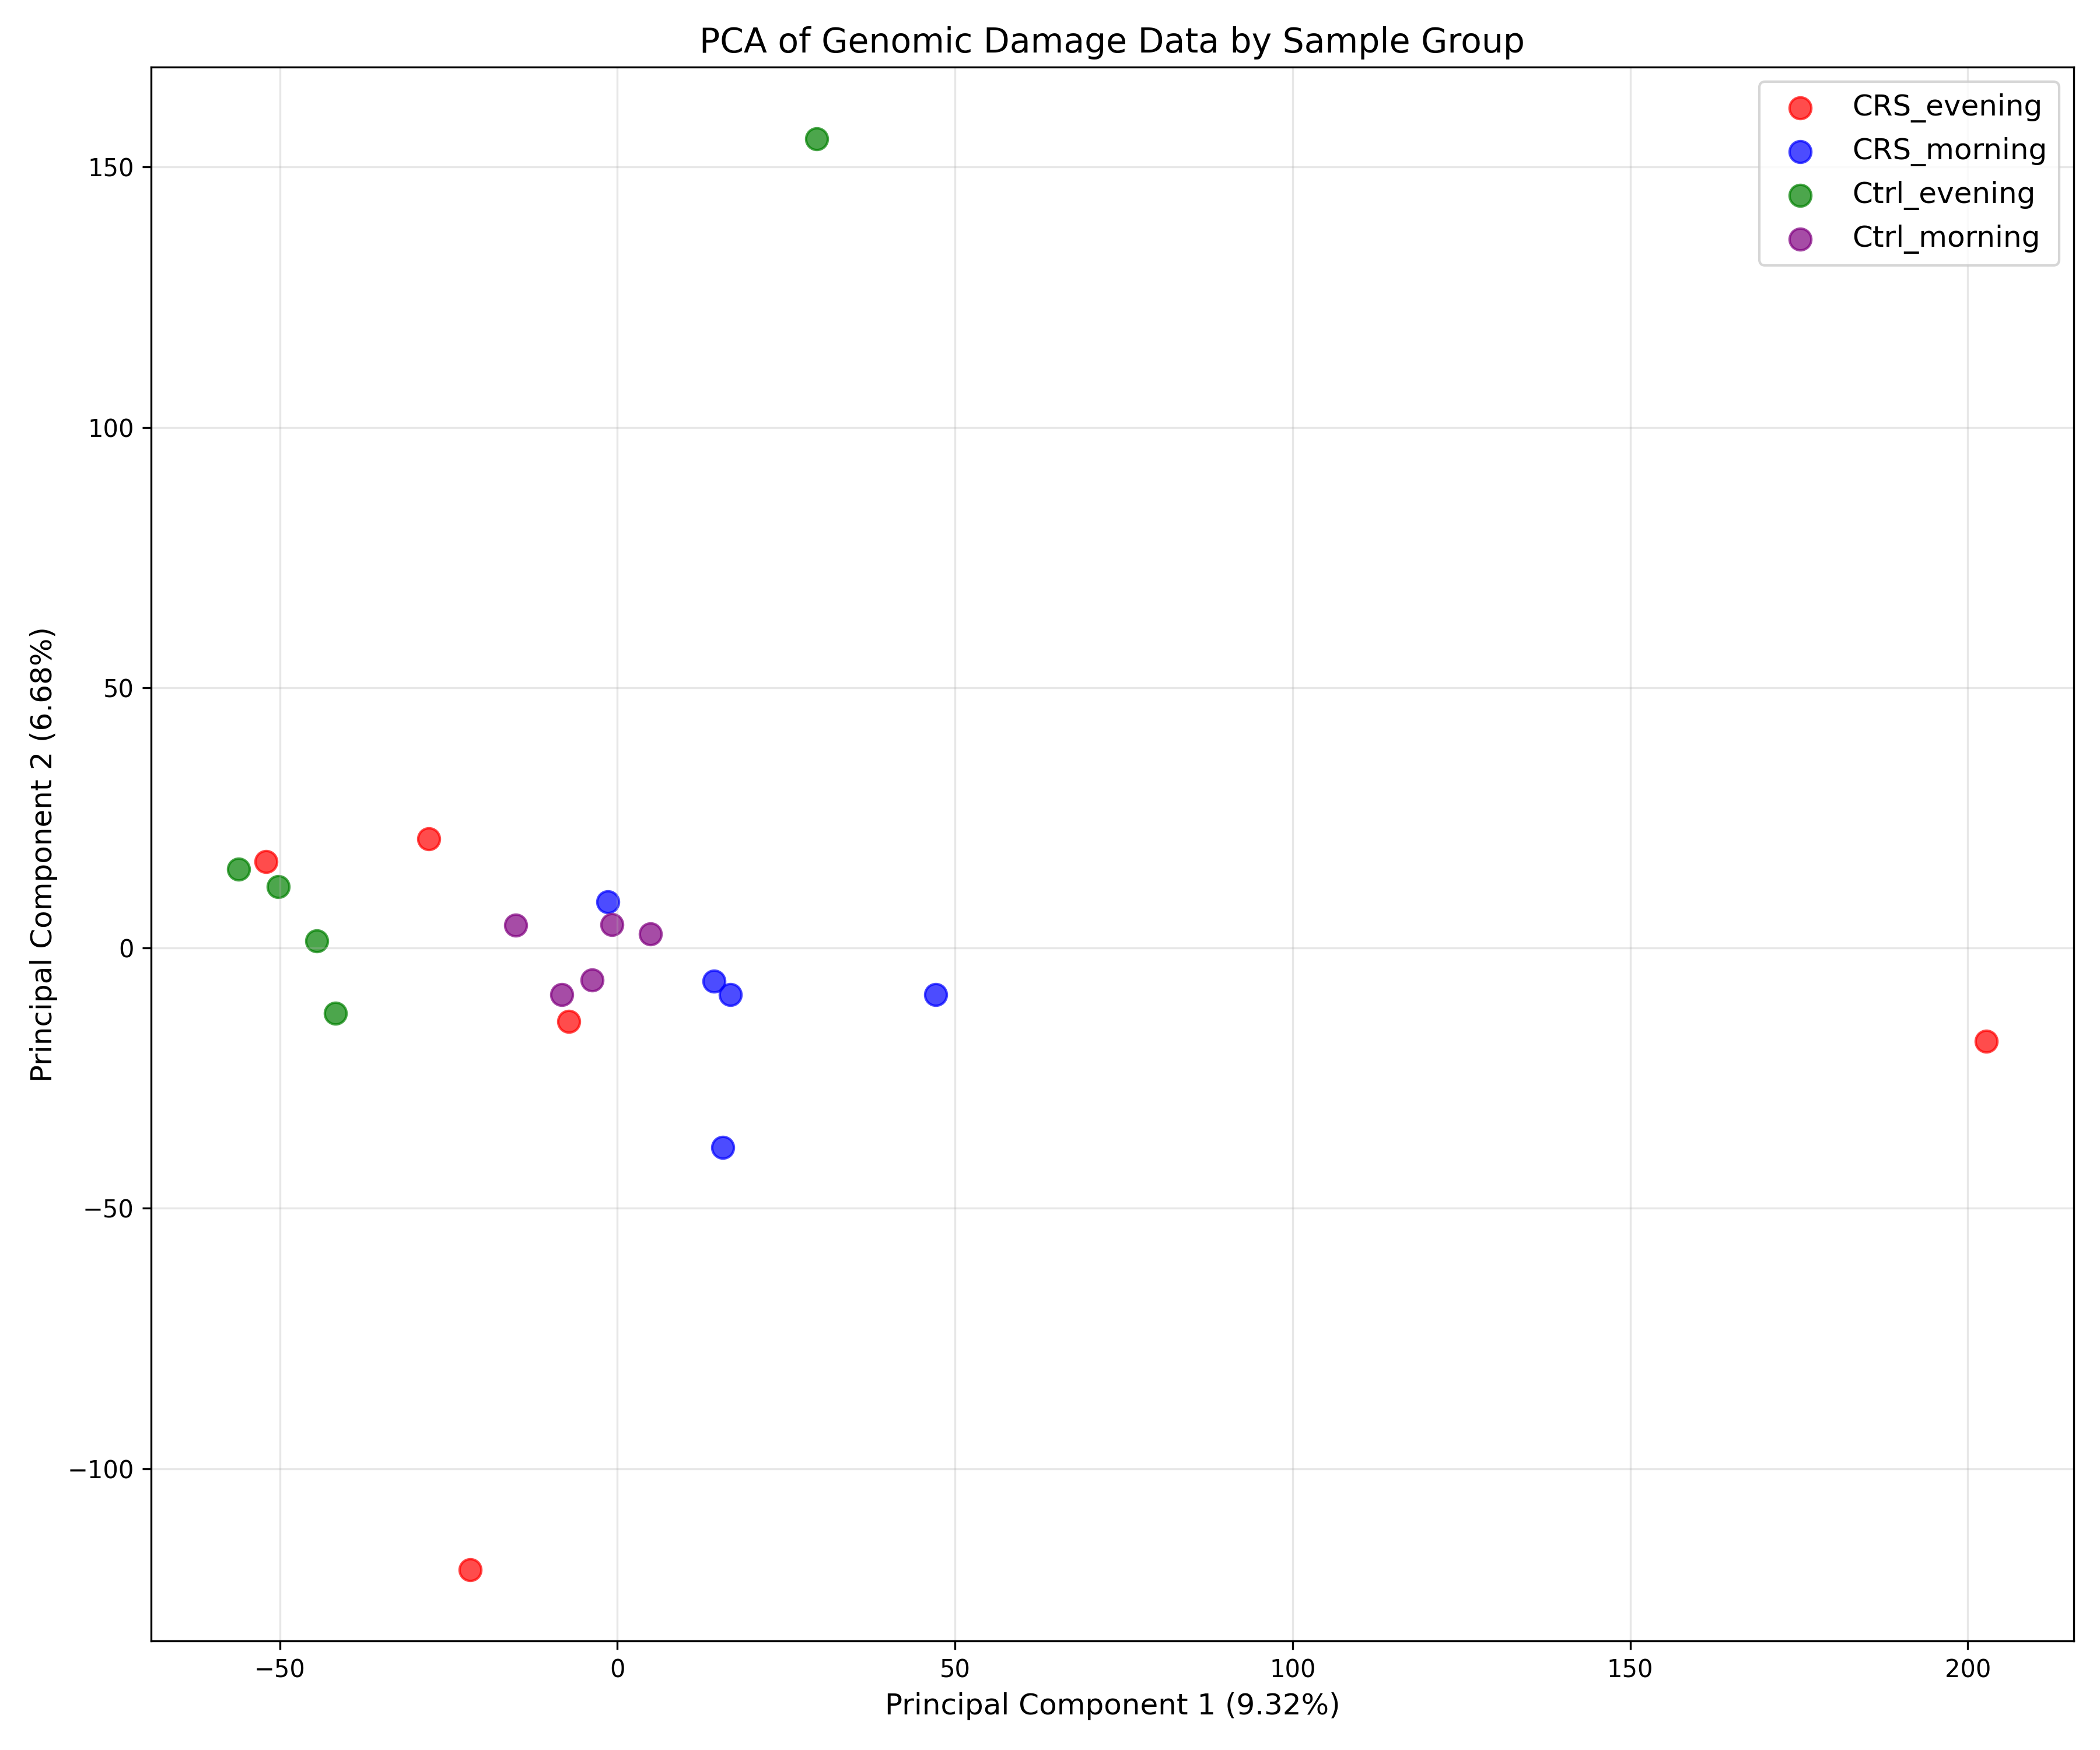 PCA of Genomic Damage Data by Sample Group
CRS_evening
CRS_morning
Ctrl_evening
Ctrl_morning
150
100
50
0
−50
−100
Principal Component 2 (6.68%)
−50
0
50
100
150
200
Principal Component 1 (9.32%)